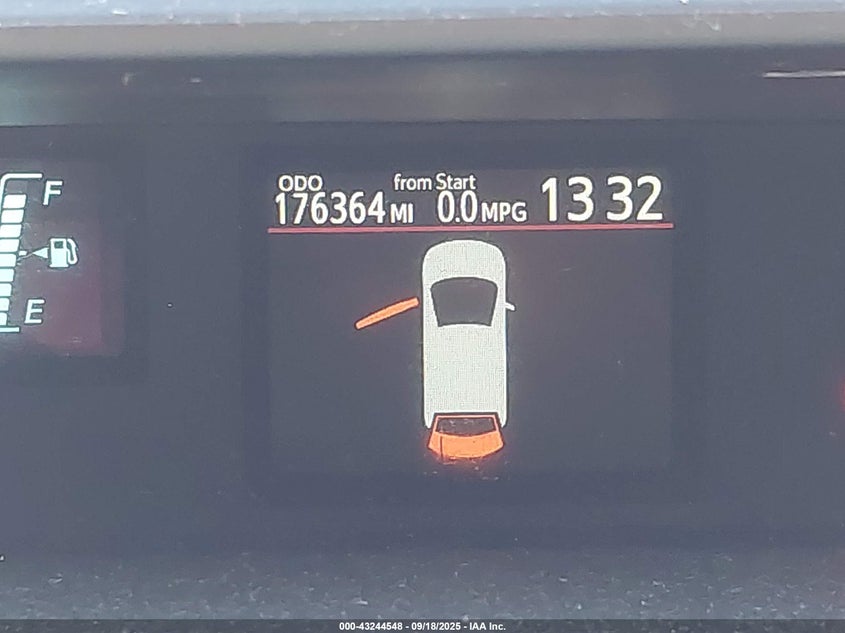 F
E
ODO from Start
176364 MI 0.0 MPG 13 32
000-43244548 - 09/18/2025 - IAA Inc.